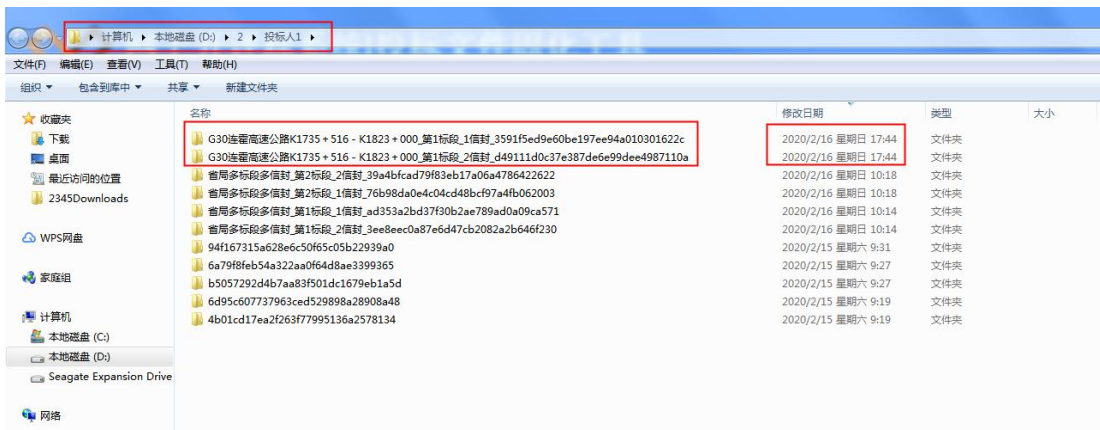 计算机 ▸ 本地磁盘 (D:) ▸ 2 ▸ 投标人1 ▸
文件(F) 编辑(E) 查看(V) 工具(T) 帮助(H)
组织 包含到库中 共享 新建文件夹
名称 修改日期 类型 大小
收藏夹
下载
桌面
最近访问的位置
2345Downloads
WPS网盘
家庭组
计算机
本地磁盘 (C:)
本地磁盘 (D:)
Seagate Expansion Drive
网络
G30连霍高速公路K1735+516-K1823+000_第1标段_1信封_3591f5ed9e60be197ee94a010301622c 2020/2/16 星期日 17:44 文件夹
G30连霍高速公路K1735+516-K1823+000_第1标段_2信封_d49111d0c37e387de6e99dee4987110a 2020/2/16 星期日 17:44 文件夹
省局多标段多信封_第2标段_2信封_39a4bfcad79f83eb17a06a4786422622 2020/2/16 星期日 10:18 文件夹
省局多标段多信封_第2标段_1信封_76b98da0e4c04cd48bcf97a4fb062003 2020/2/16 星期日 10:18 文件夹
省局多标段多信封_第1标段_1信封_ad353a2bd37f30b2ae789ad0a09ca571 2020/2/16 星期日 10:14 文件夹
省局多标段多信封_第1标段_2信封_3ee8eec0a87e6d47cb2082a2b646f230 2020/2/16 星期日 10:14 文件夹
94f167315a628e6c50f65c05b22939a0 2020/2/15 星期六 9:31 文件夹
6a79f8feb54a322aa0f64d8ae3399365 2020/2/15 星期六 9:27 文件夹
b5057292d4b7aa83f501dc1679eb1a5d 2020/2/15 星期六 9:27 文件夹
6d95c607737963ced529898a28908a48 2020/2/15 星期六 9:19 文件夹
4b01cd17ea2f263f77995136a2578134 2020/2/15 星期六 9:19 文件夹